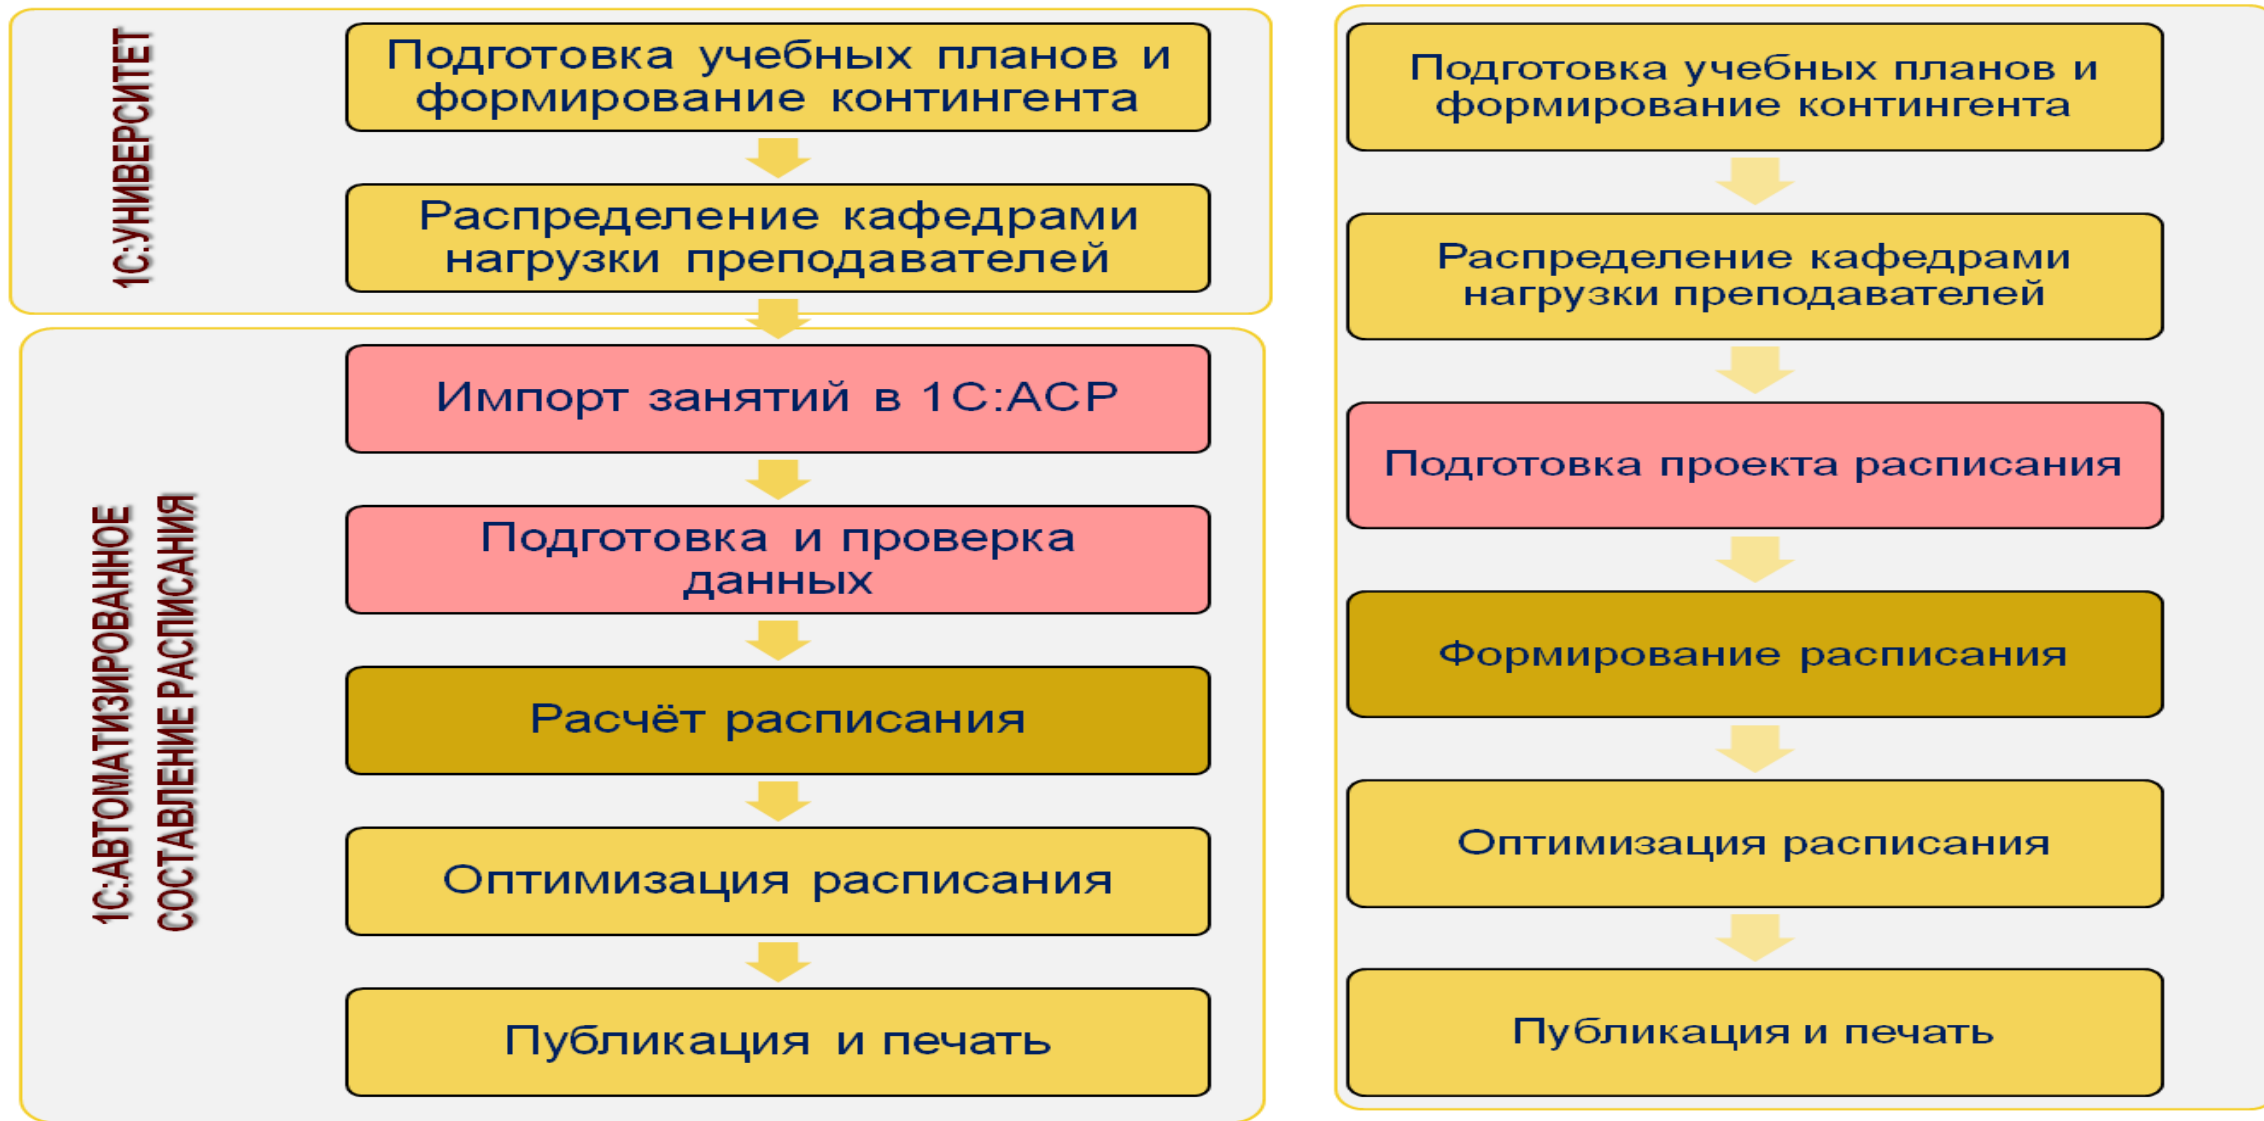 1С:УНИВЕРСИТЕТ
Подготовка учебных планов и
формирование контингента
Распределение кафедрами
нагрузки преподавателей
1С:АВТОМАТИЗИРОВАННОЕ
СОСТАВЛЕНИЕ РАСПИСАНИЯ
Импорт занятий в 1С:АСР
Подготовка и проверка
данных
Расчёт расписания
Оптимизация расписания
Публикация и печать
Подготовка учебных планов и
формирование контингента
Распределение кафедрами
нагрузки преподавателей
Подготовка проекта расписания
Формирование расписания
Оптимизация расписания
Публикация и печать